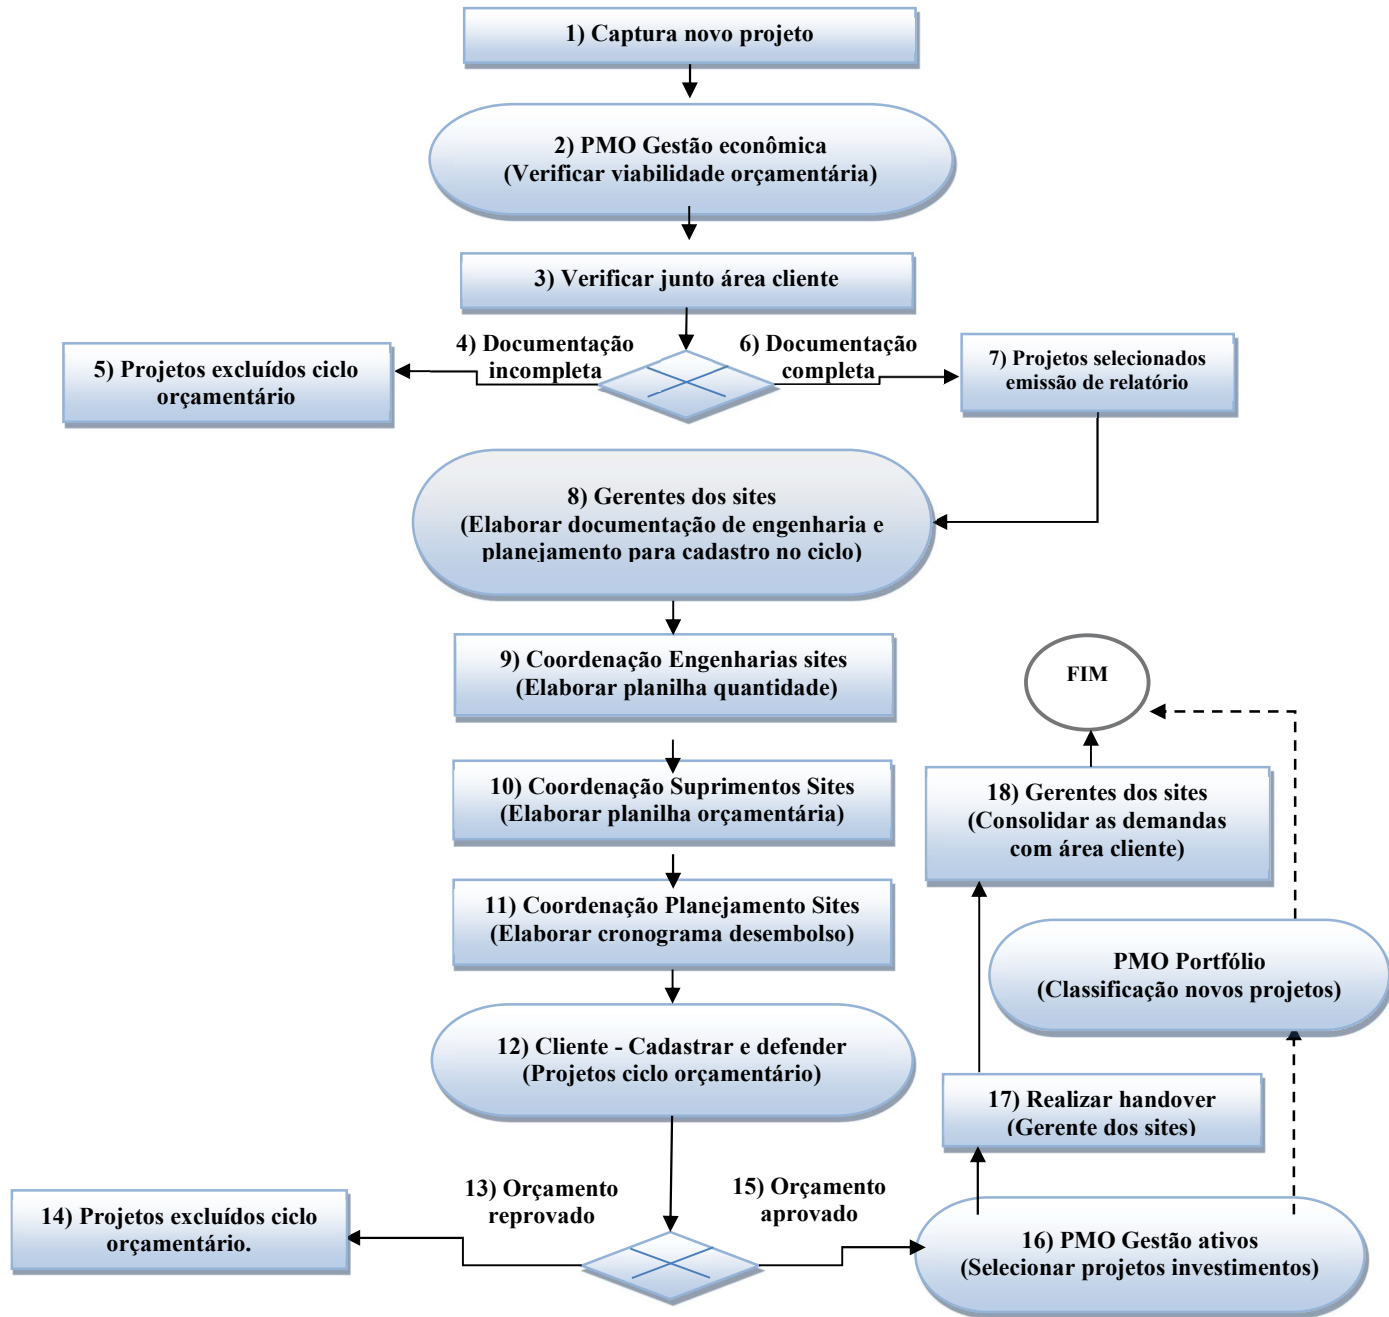 1) Captura novo projeto
2) PMO Gestão econômica
(Verificar viabilidade orçamentária)
3) Verificar junto área cliente
4) Documentação
incompleta
6) Documentação
completa
5) Projetos excluídos ciclo
orçamentário
7) Projetos selecionados
emissão de relatório
8) Gerentes dos sites
(Elaborar documentação de engenharia e
planejamento para cadastro no ciclo)
9) Coordenação Engenharias sites
(Elaborar planilha quantidade)
FIM
10) Coordenação Suprimentos Sites
(Elaborar planilha orçamentária)
18) Gerentes dos sites
(Consolidar as demandas
com área cliente)
11) Coordenação Planejamento Sites
(Elaborar cronograma desembolso)
PMO Portfólio
(Classificação novos projetos)
12) Cliente - Cadastrar e defender
(Projetos ciclo orçamentário)
17) Realizar handover
(Gerente dos sites)
13) Orçamento
reprovado
15) Orçamento
aprovado
14) Projetos excluídos ciclo
orçamentário.
16) PMO Gestão ativos
(Selecionar projetos investimentos)